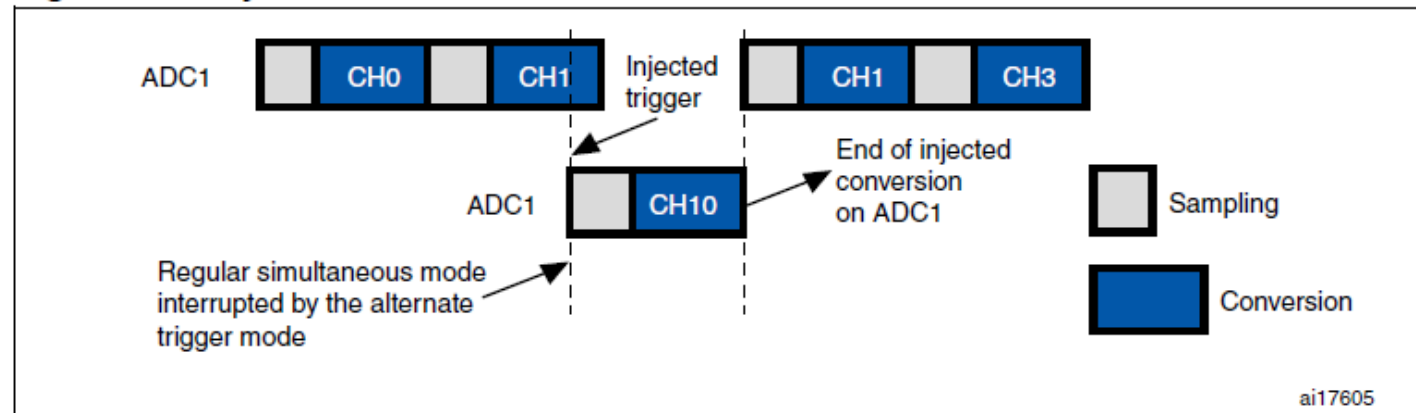 ADC1
CH0
CH1
Injected
trigger
CH1
CH3
ADC1
CH10
End of injected
conversion
on ADC1
Sampling
Regular simultaneous mode
interrupted by the alternate
trigger mode
Conversion
ai17605